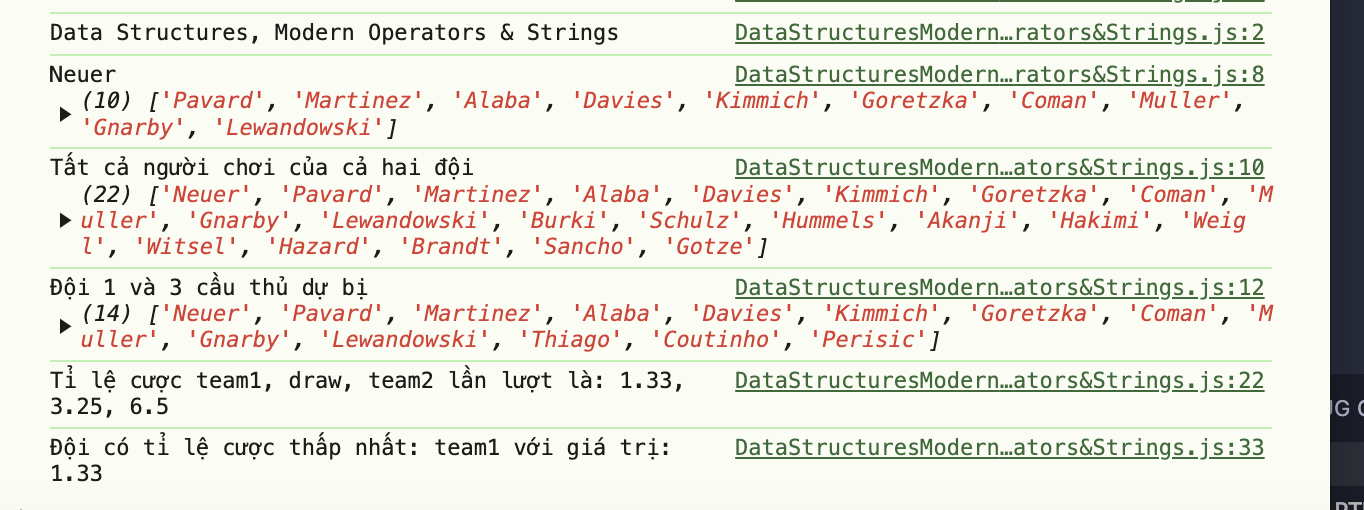 Data Structures, Modern Operators & Strings DataStructuresModern…rators&Strings.js:2
Neuer DataStructuresModern…rators&Strings.js:8
(10) ['Pavard', 'Martinez', 'Alaba', 'Davies', 'Kimmich', 'Goretzka', 'Coman', 'Muller',
'Gnarby', 'Lewandowski']
Tất cả người chơi của cả hai đội DataStructuresModern…ators&Strings.js:10
(22) ['Neuer', 'Pavard', 'Martinez', 'Alaba', 'Davies', 'Kimmich', 'Goretzka', 'Coman', 'M
uller', 'Gnarby', 'Lewandowski', 'Burki', 'Schulz', 'Hummels', 'Akanji', 'Hakimi', 'Weig
l', 'Witsel', 'Hazard', 'Brandt', 'Sancho', 'Gotze']
Đội 1 và 3 cầu thủ dự bị DataStructuresModern…ators&Strings.js:12
(14) ['Neuer', 'Pavard', 'Martinez', 'Alaba', 'Davies', 'Kimmich', 'Goretzka', 'Coman', 'M
uller', 'Gnarby', 'Lewandowski', 'Thiago', 'Coutinho', 'Perisic']
Tỉ lệ cược team1, draw, team2 lần lượt là: 1.33, DataStructuresModern…ators&Strings.js:22
3.25, 6.5
Đội có tỉ lệ cược thấp nhất: team1 với giá trị: DataStructuresModern…ators&Strings.js:33
1.33